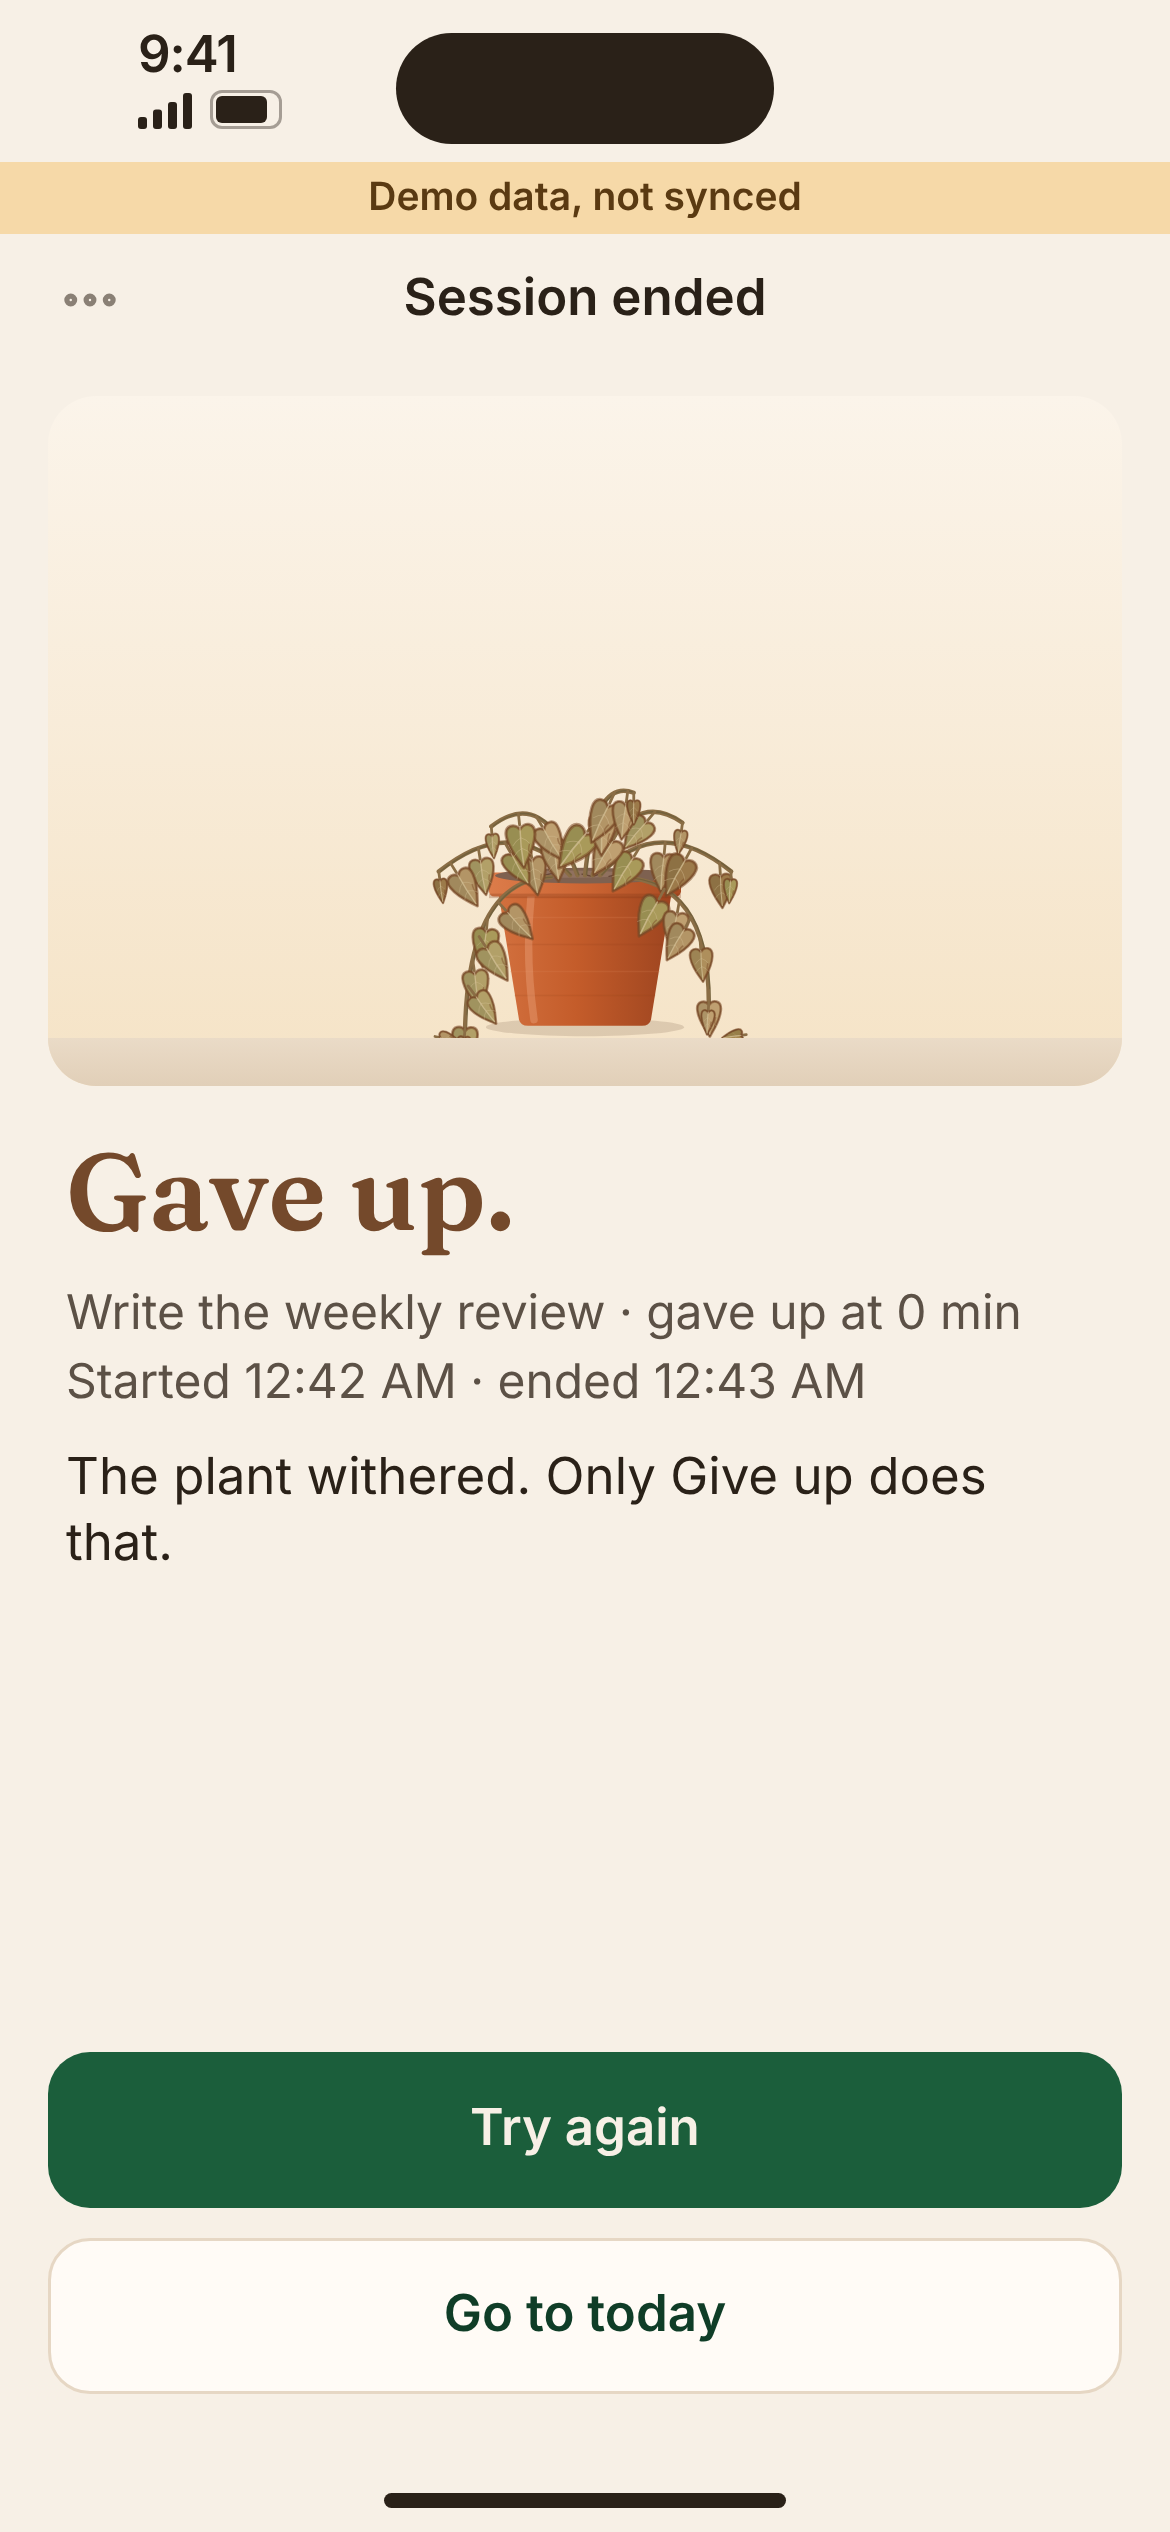 9:41
Demo data, not synced
Session ended
Gave up.
Write the weekly review · gave up at 0 min
Started 12:42 AM · ended 12:43 AM
The plant withered. Only Give up does
that.
Try again
Go to today